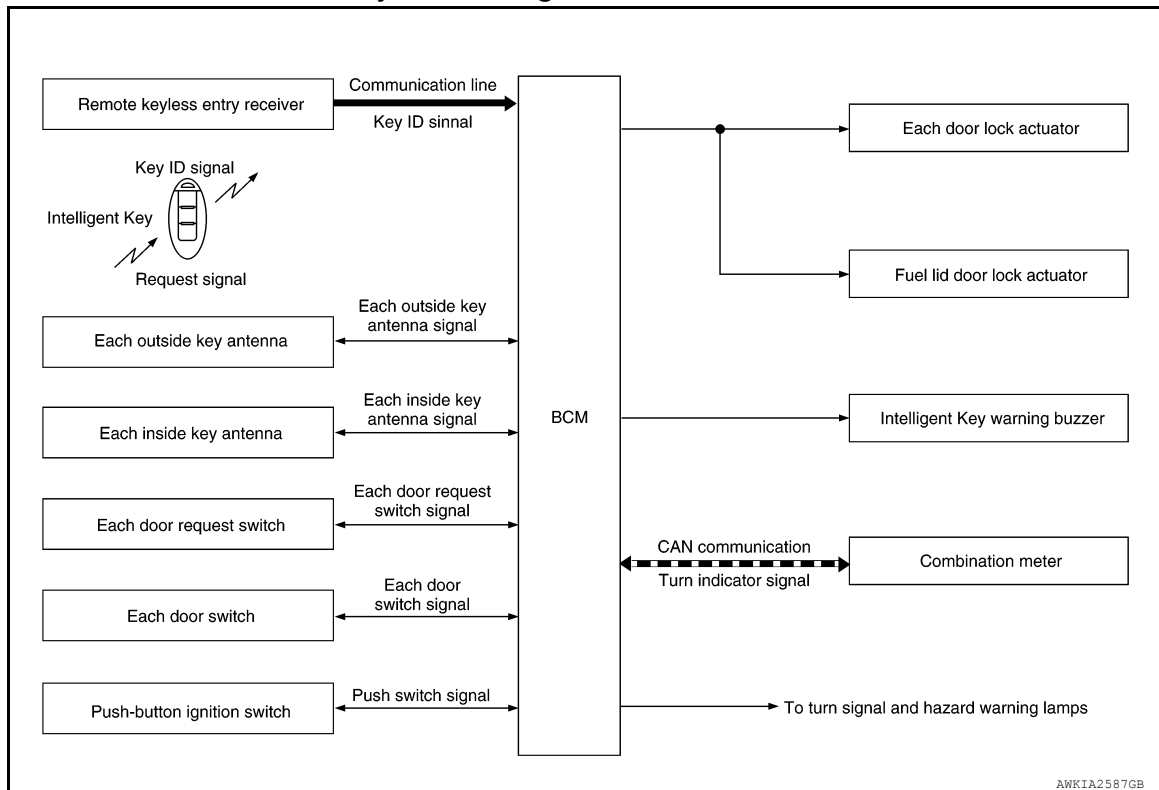 Remote keyless entry receiver
Communication line
Key ID sinnal
Each door lock actuator
Key ID signal
Intelligent Key
Request signal
Fuel lid door lock actuator
Each outside key
antenna signal
Each outside key antenna
Each inside key
antenna signal
Each inside key antenna
BCM
Intelligent Key warning buzzer
Each door request
switch signal
Each door request switch
CAN communication
Turn indicator signal
Combination meter
Each door
switch signal
Each door switch
Push switch signal
Push-button ignition switch
To turn signal and hazard warning lamps
AWKIA2587GB